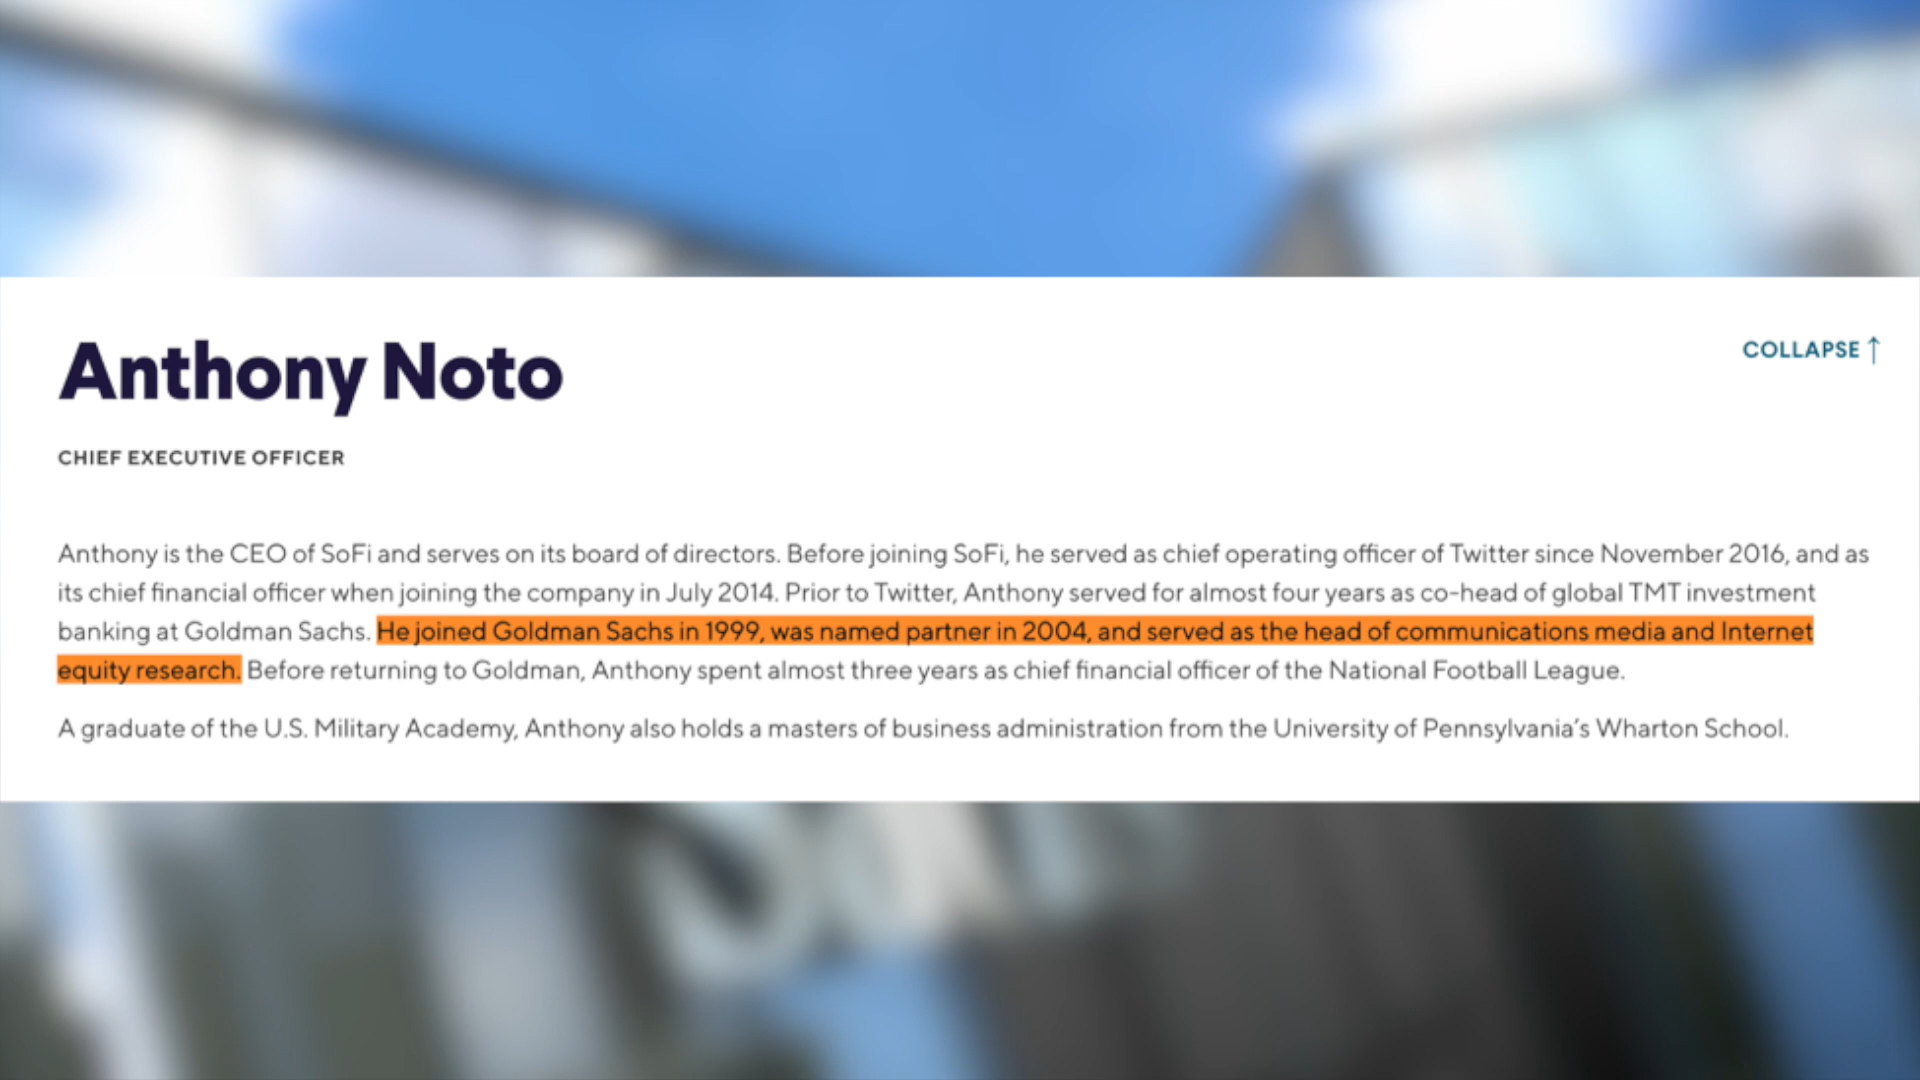 Anthony Noto
COLLAPSE ↑
CHIEF EXECUTIVE OFFICER
Anthony is the CEO of SoFi and serves on its board of directors. Before joining SoFi, he served as chief operating officer of Twitter since November 2016, and as
its chief financial officer when joining the company in July 2014. Prior to Twitter, Anthony served for almost four years as co-head of global TMT investment
banking at Goldman Sachs. He joined Goldman Sachs in 1999, was named partner in 2004, and served as the head of communications media and Internet
equity research. Before returning to Goldman, Anthony spent almost three years as chief financial officer of the National Football League.
A graduate of the U.S. Military Academy, Anthony also holds a masters of business administration from the University of Pennsylvania’s Wharton School.